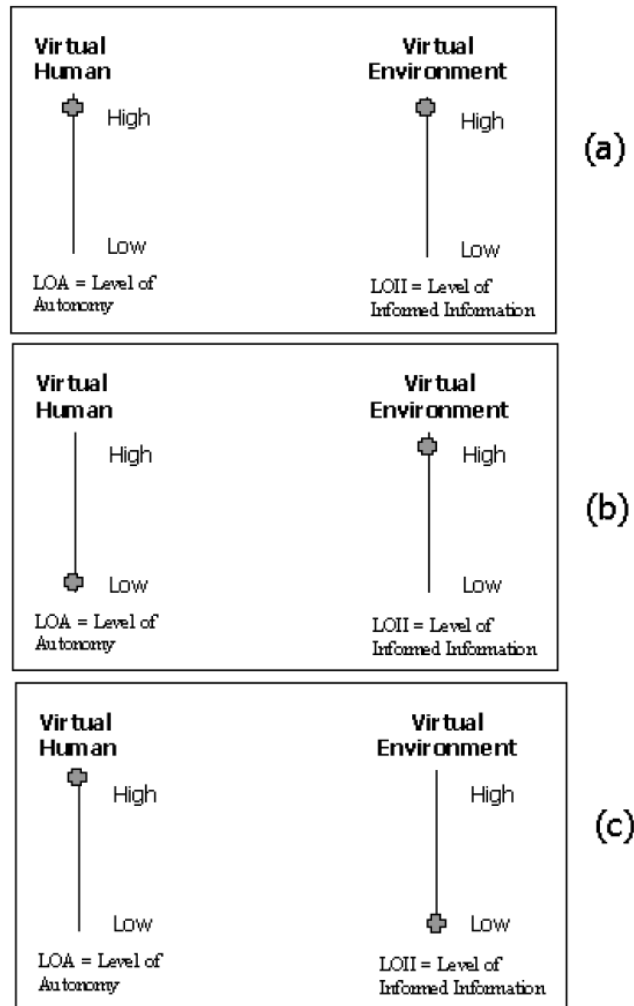 Virtual
Human
Virtual
Environment
High
High
Low
Low
LOA = Level of
Autonomy
LOII = Level of
Informed Information
(a)
Virtual
Human
Virtual
Environment
High
High
Low
Low
LOA = Level of
Autonomy
LOII = Level of
Informed Information
(b)
Virtual
Human
Virtual
Environment
High
High
Low
Low
LOA = Level of
Autonomy
LOII = Level of
Informed Information
(c)